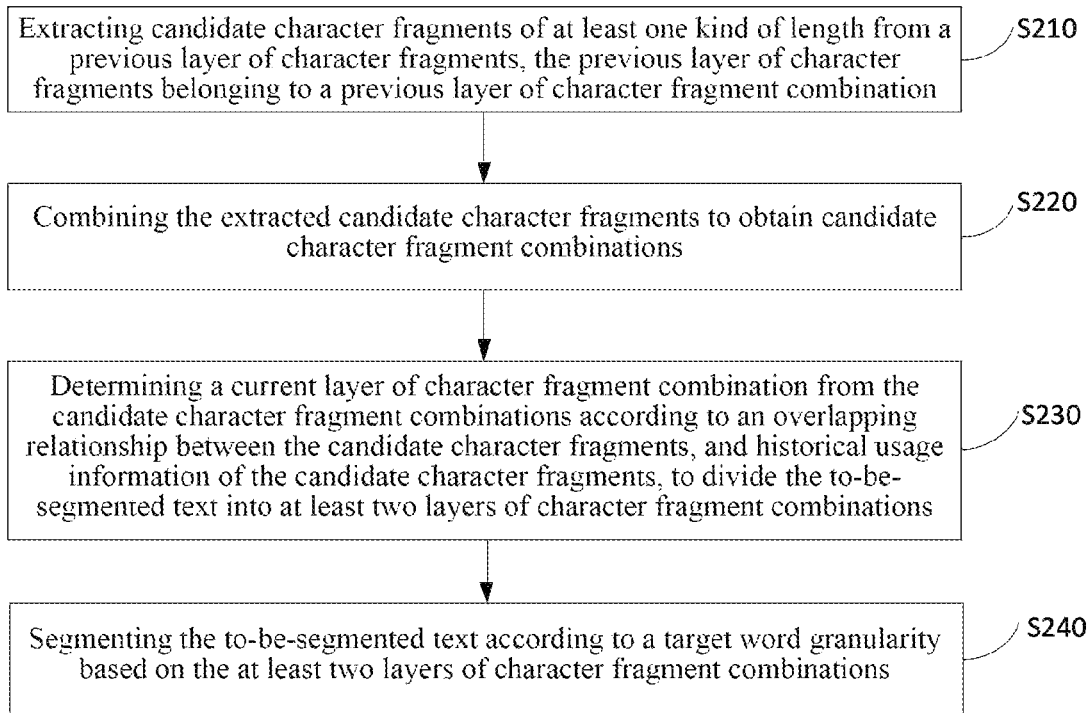 Extracting candidate character fragments of at least one kind of length from a
previous layer of character fragments, the previous layer of character
fragments belonging to a previous layer of character fragment combination
S210
Combining the extracted candidate character fragments to obtain candidate
character fragment combinations
S220
Determining a current layer of character fragment combination from the
candidate character fragment combinations according to an overlapping
relationship between the candidate character fragments, and historical usage
information of the candidate character fragments, to divide the to-be-
segmented text into at least two layers of character fragment combinations
S230
Segmenting the to-be-segmented text according to a target word granularity
based on the at least two layers of character fragment combinations
S240